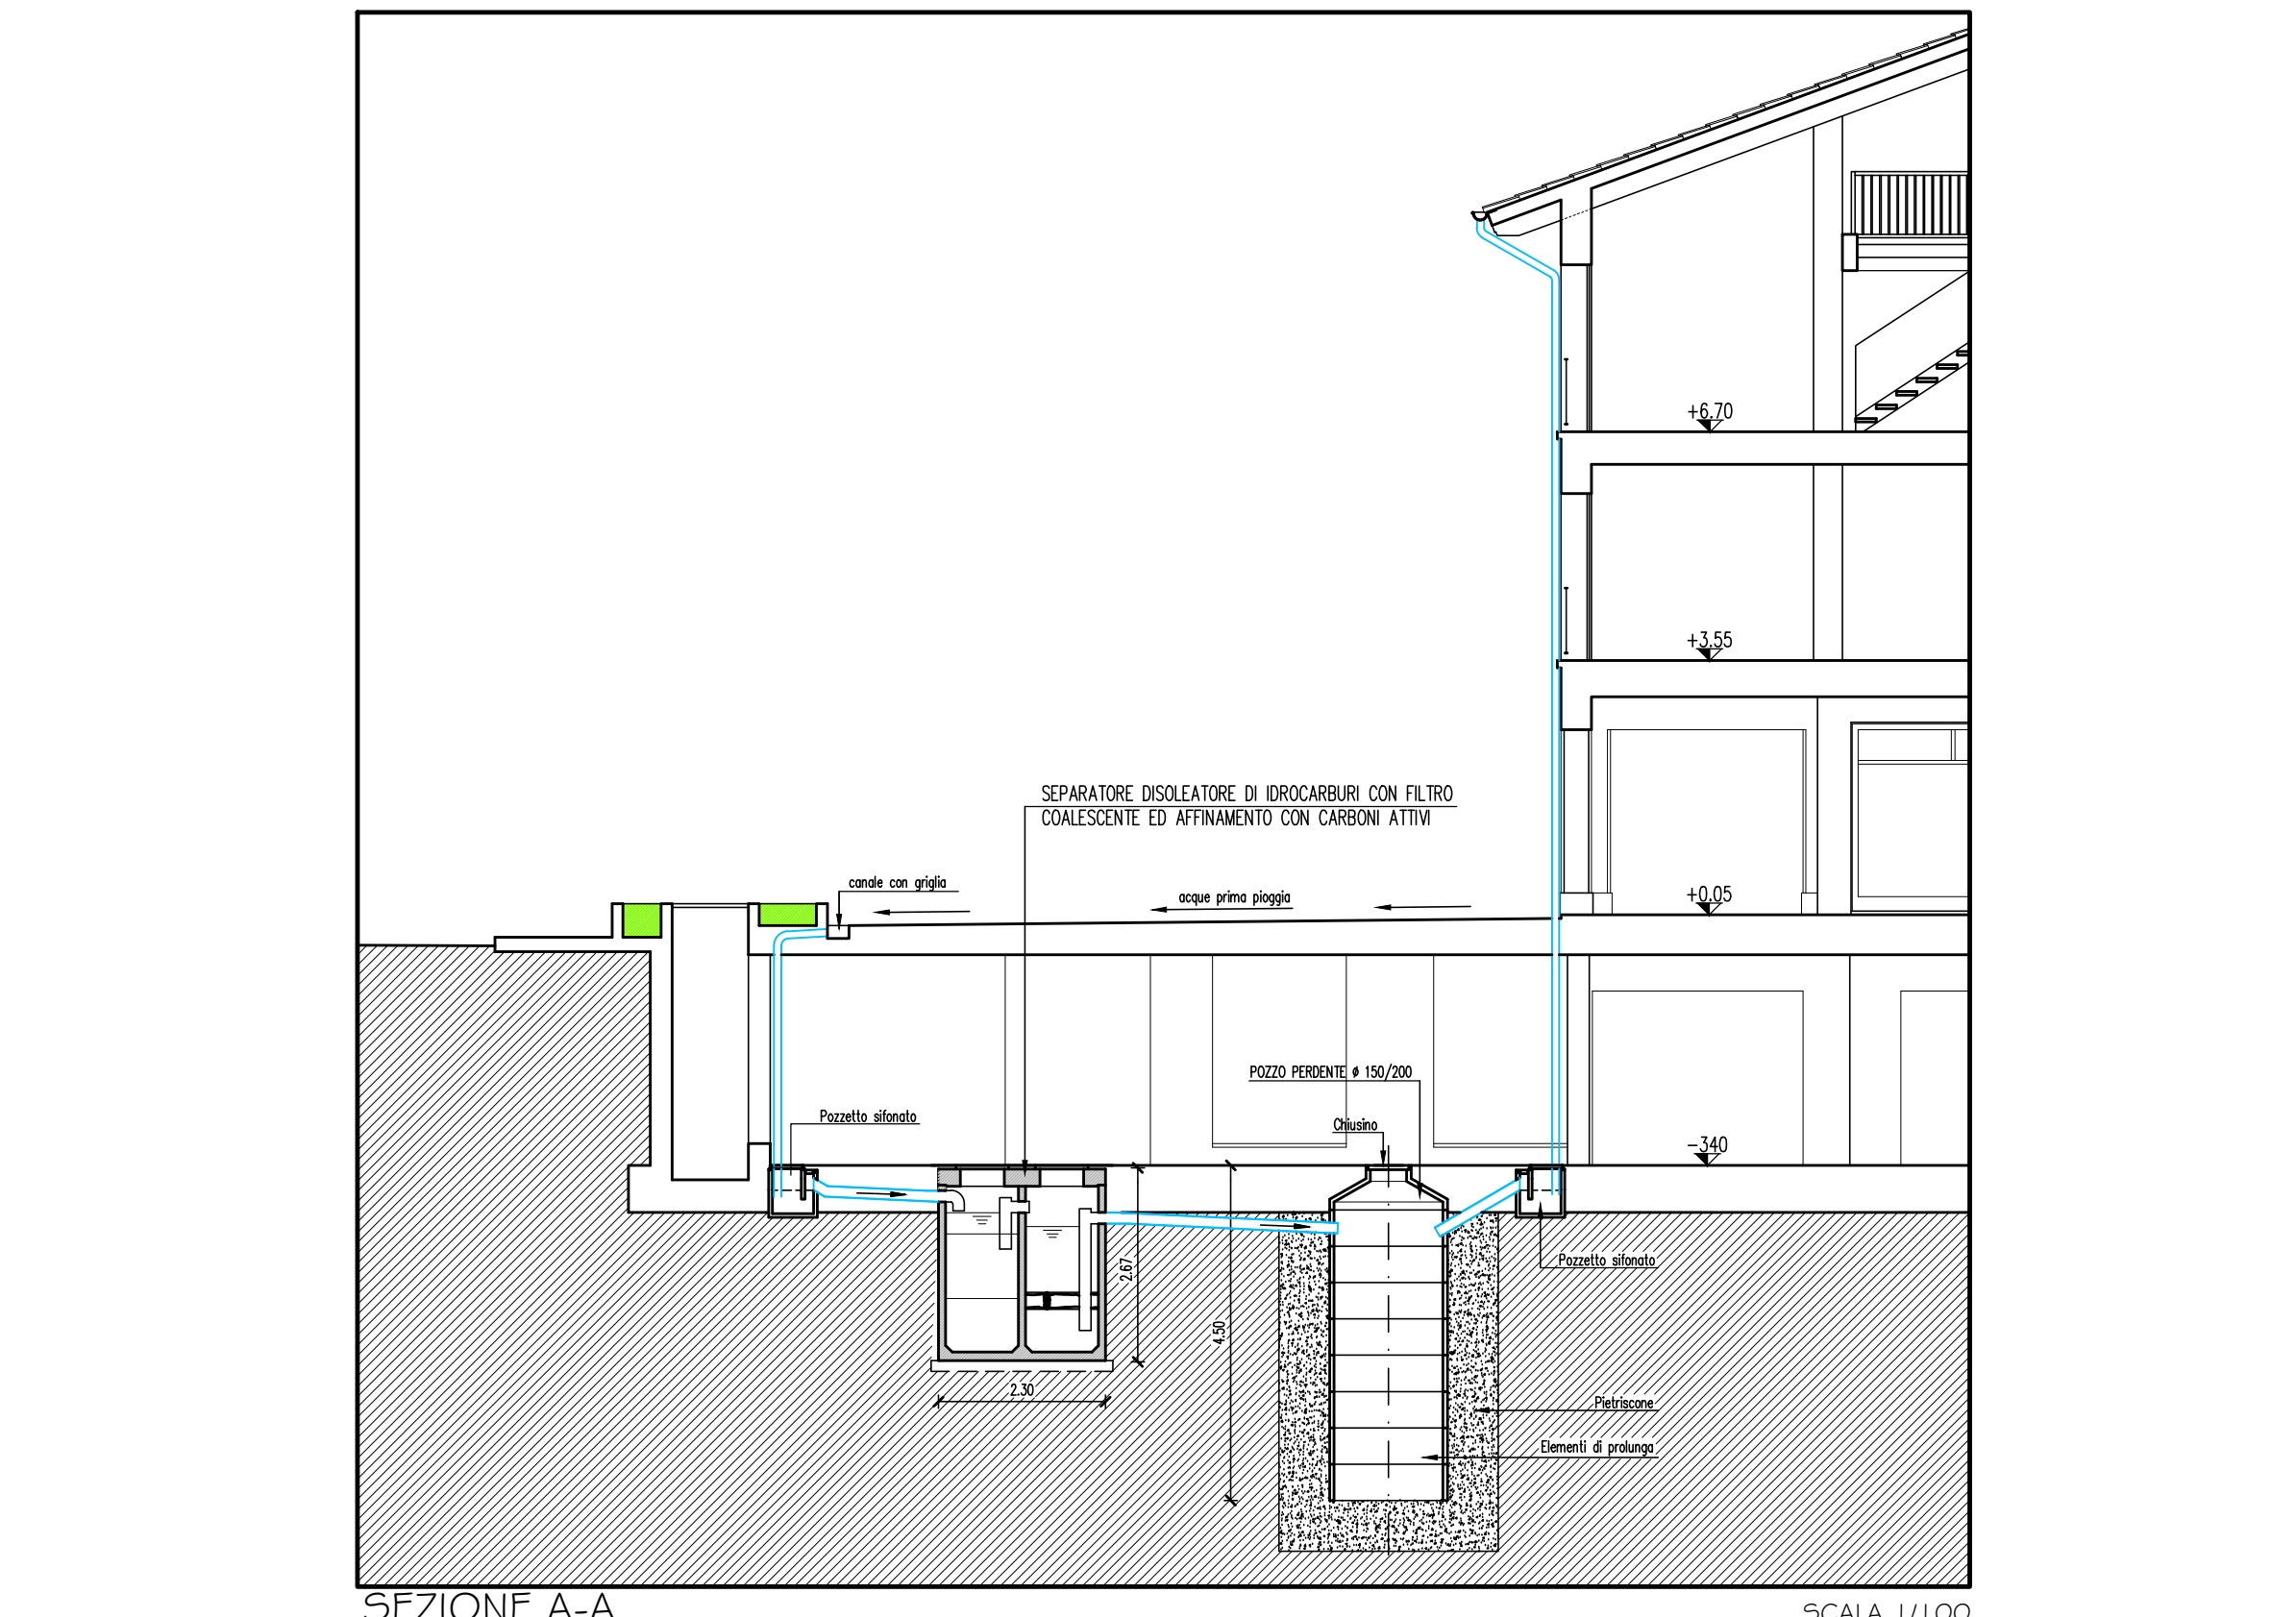 +6.70
+3.55
SEPARATORE DISOLEATORE DI IDROCARBURI CON FILTRO
COALESCENTE ED AFFINAMENTO CON CARBONI ATTIVI
canale con griglia
acque prima pioggia
+0.05
POZZO PERDENTE ϕ 150/200
Pozzetto sifonato
Chiusino
-340
Pozzetto sifonato
2.67
4.50
2.30
Pietriscone
Elementi di prolunga
SEZIONE A-A
SCALA 1/100